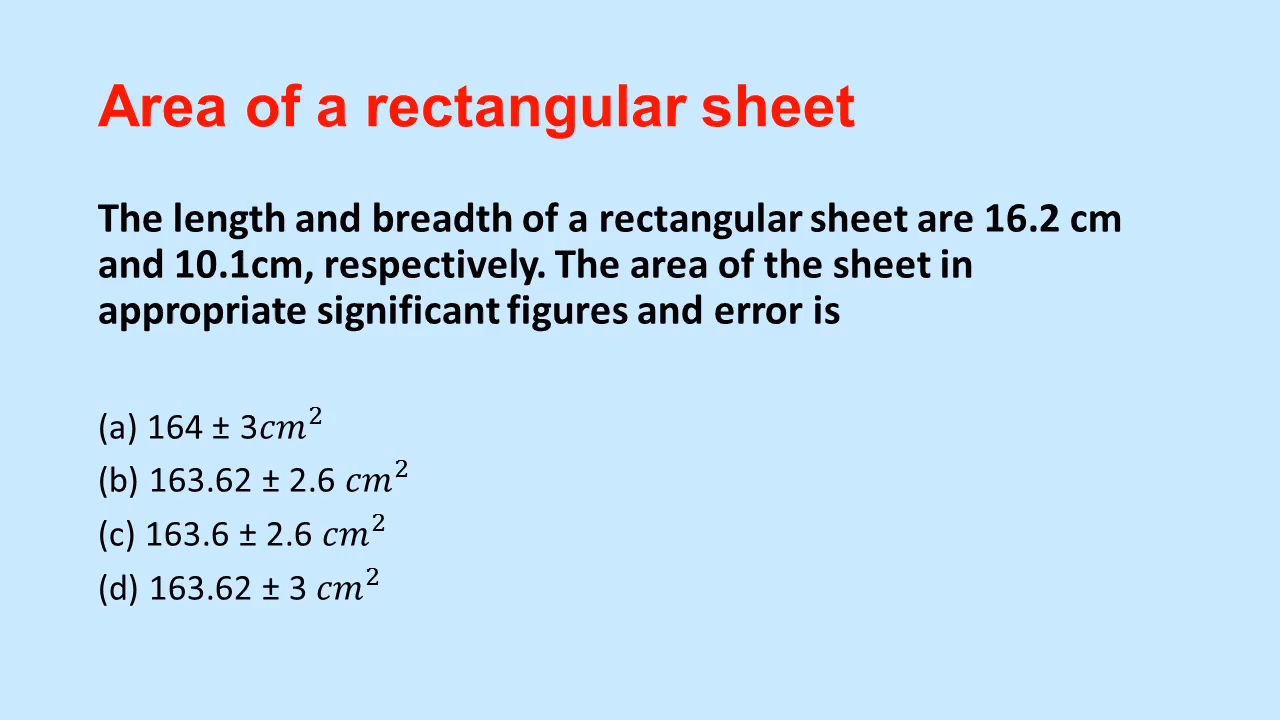 Area of a rectangular sheet
The length and breadth of a rectangular sheet are 16.2 cm
and 10.1cm, respectively. The area of the sheet in
appropriate significant figures and error is
(a) 164 ± 3𝑐𝑚²
(b) 163.62 ± 2.6 𝑐𝑚²
(c) 163.6 ± 2.6 𝑐𝑚²
(d) 163.62 ± 3 𝑐𝑚²